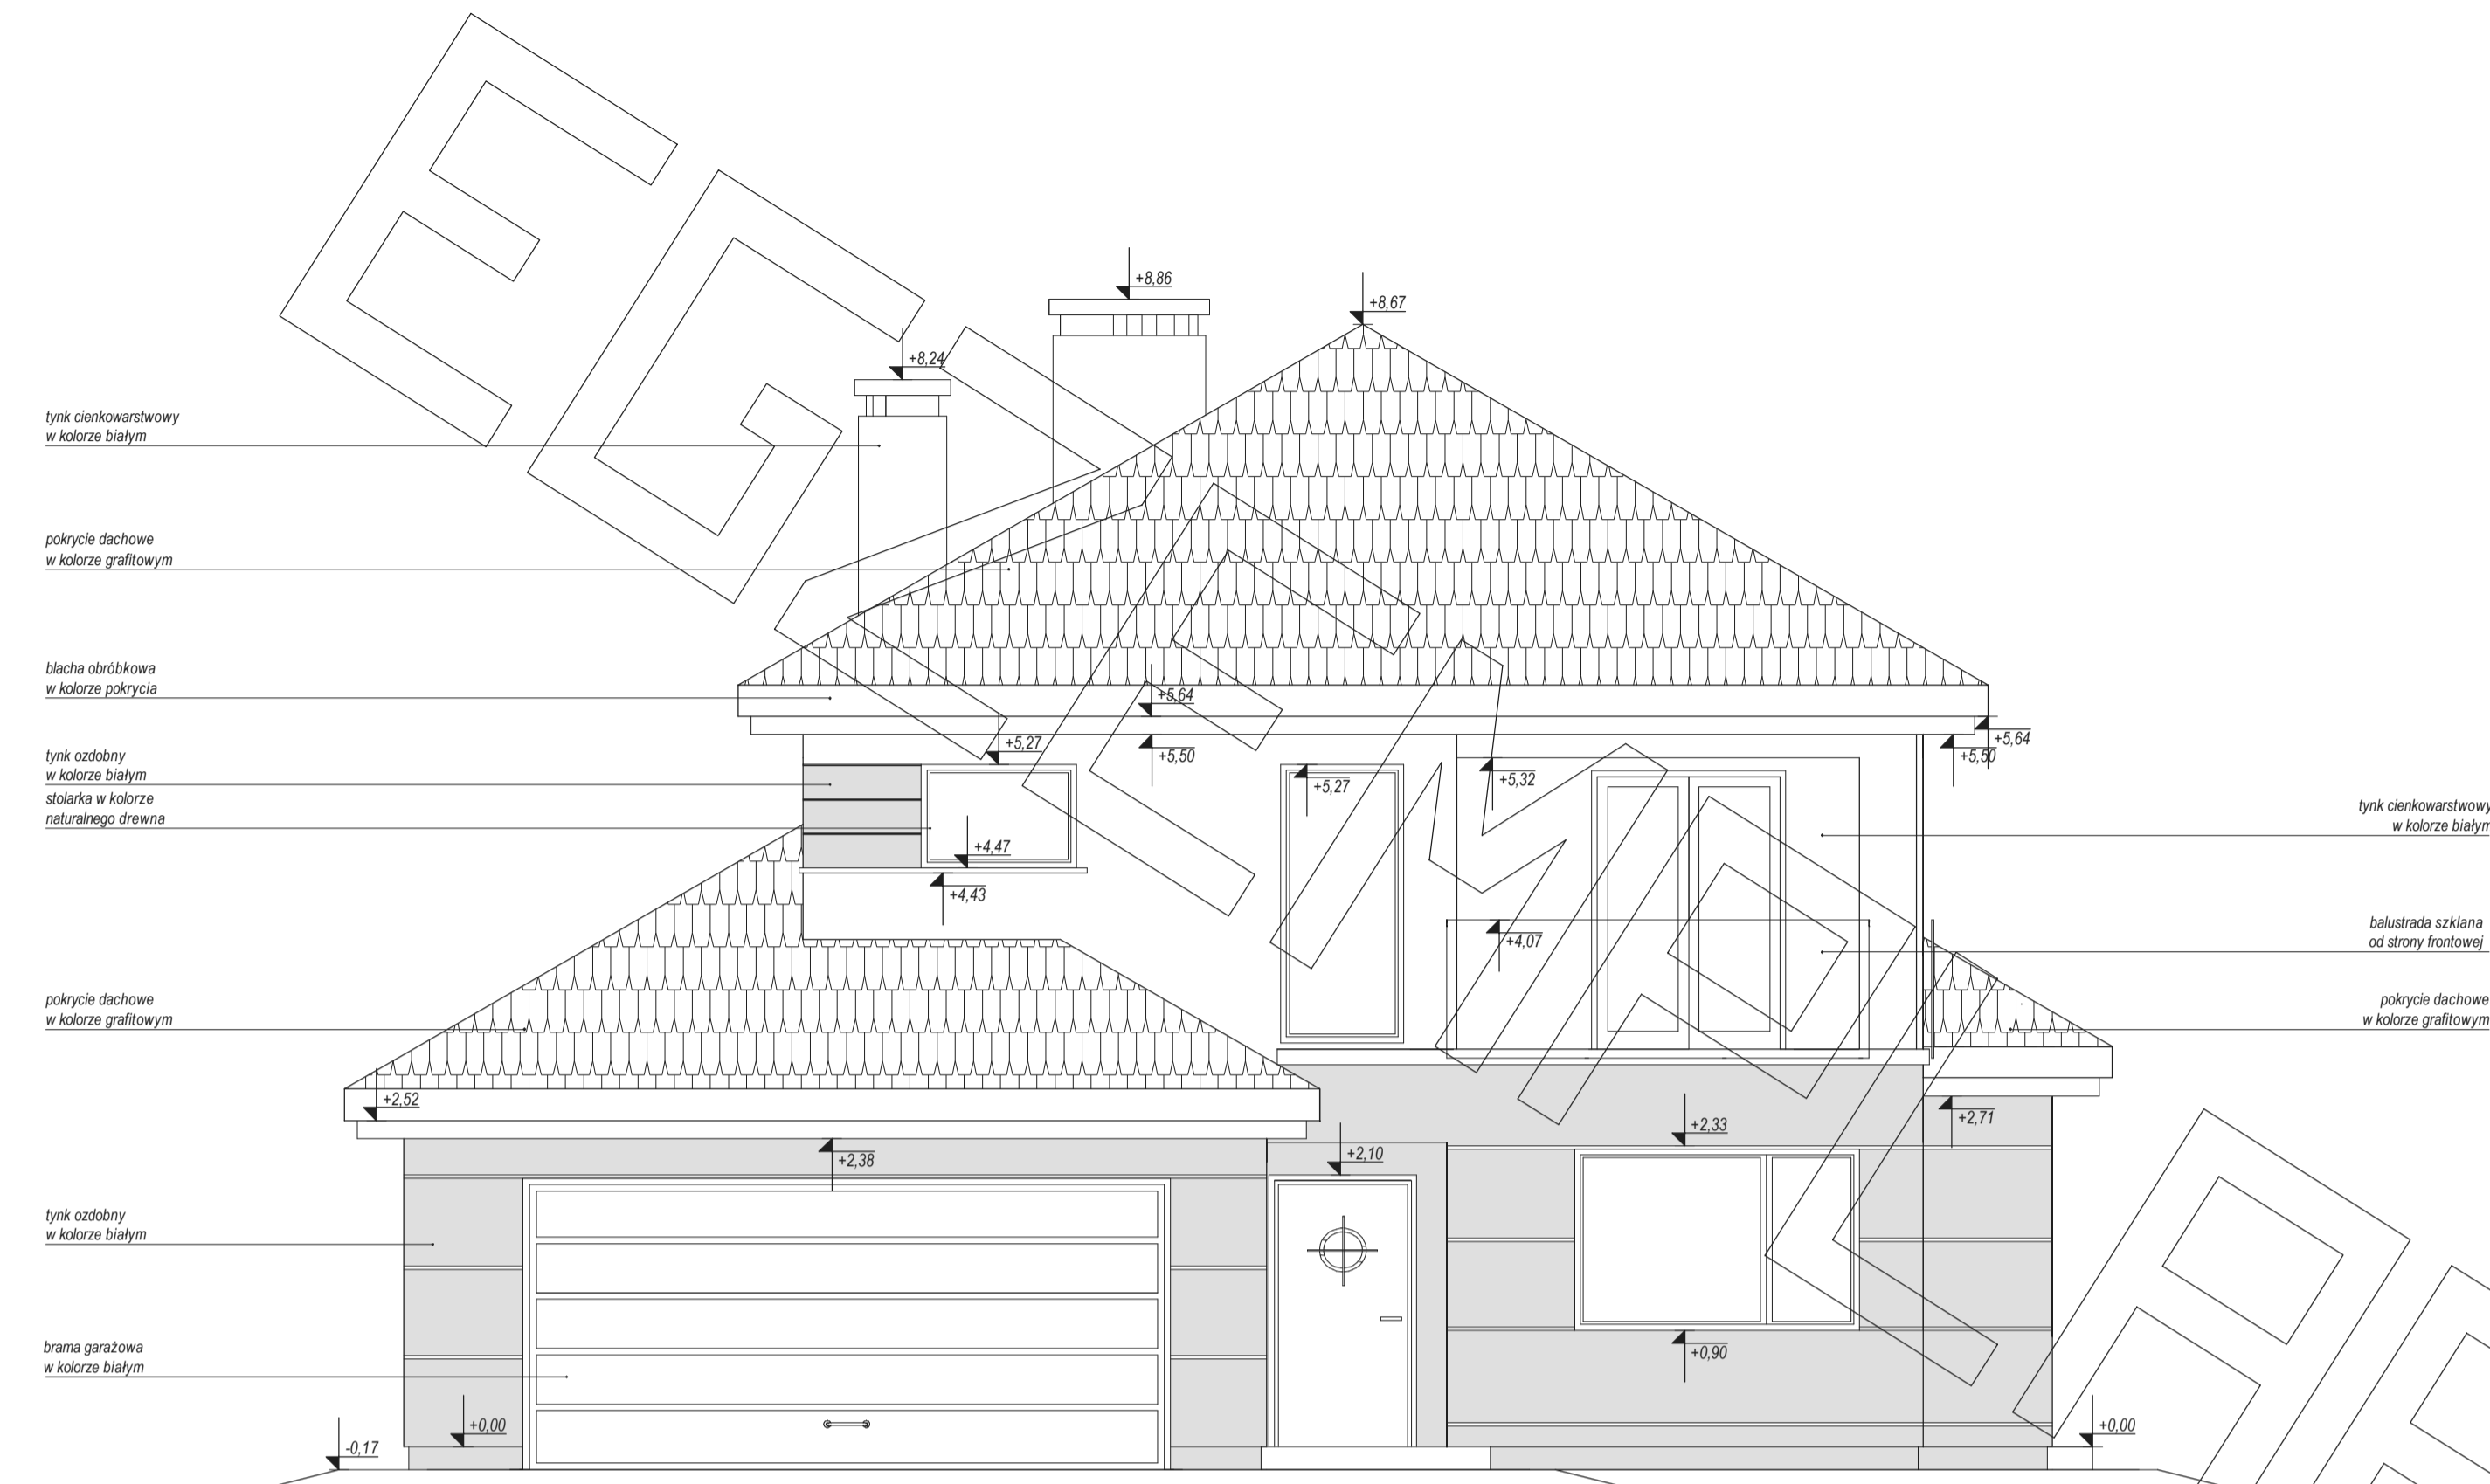 +8,86
+8,67
+8,24
tynk cienkowarstwowy
w kolorze białym
pokrycie dachowe
w kolorze grafitowym
blacha obróbkowa
w kolorze pokrycia
+5,64
+5,64
+5,27
+5,50
+5,50
tynk ozdobny
w kolorze białym
+5,27
+5,32
stolarka w kolorze
naturalnego drewna
tynk cienkowarstwowy
w kolorze białym
+4,47
+4,43
+4,07
balustrada szklana
od strony frontowej
pokrycie dachowe
w kolorze grafitowym
pokrycie dachowe
w kolorze grafitowym
+2,52
+2,71
+2,33
+2,38
+2,10
tynk ozdobny
w kolorze białym
brama garażowa
w kolorze białym
+0,90
+0,00
+0,00
-0,17
EGZEMPLA